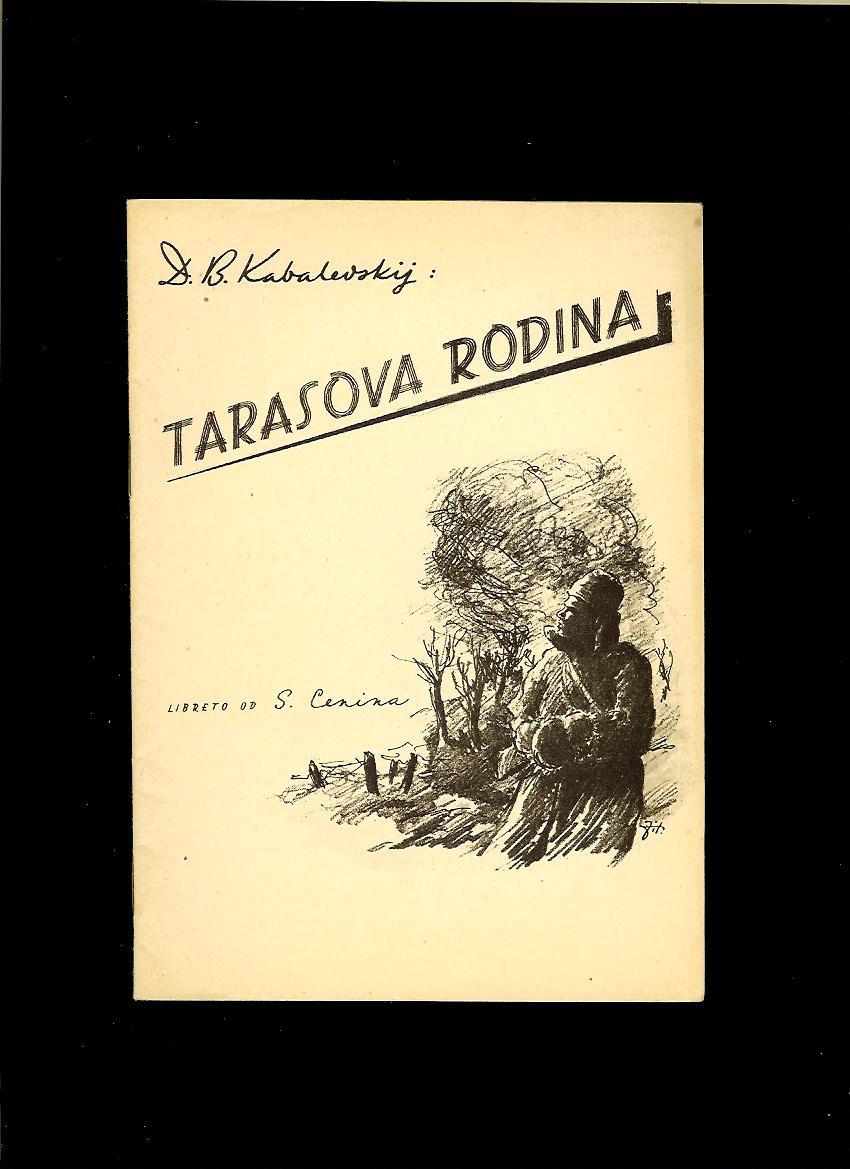 D. B. Kabalevskij:
TARASOVA RODINA
LIBRETO OD S. Cenina